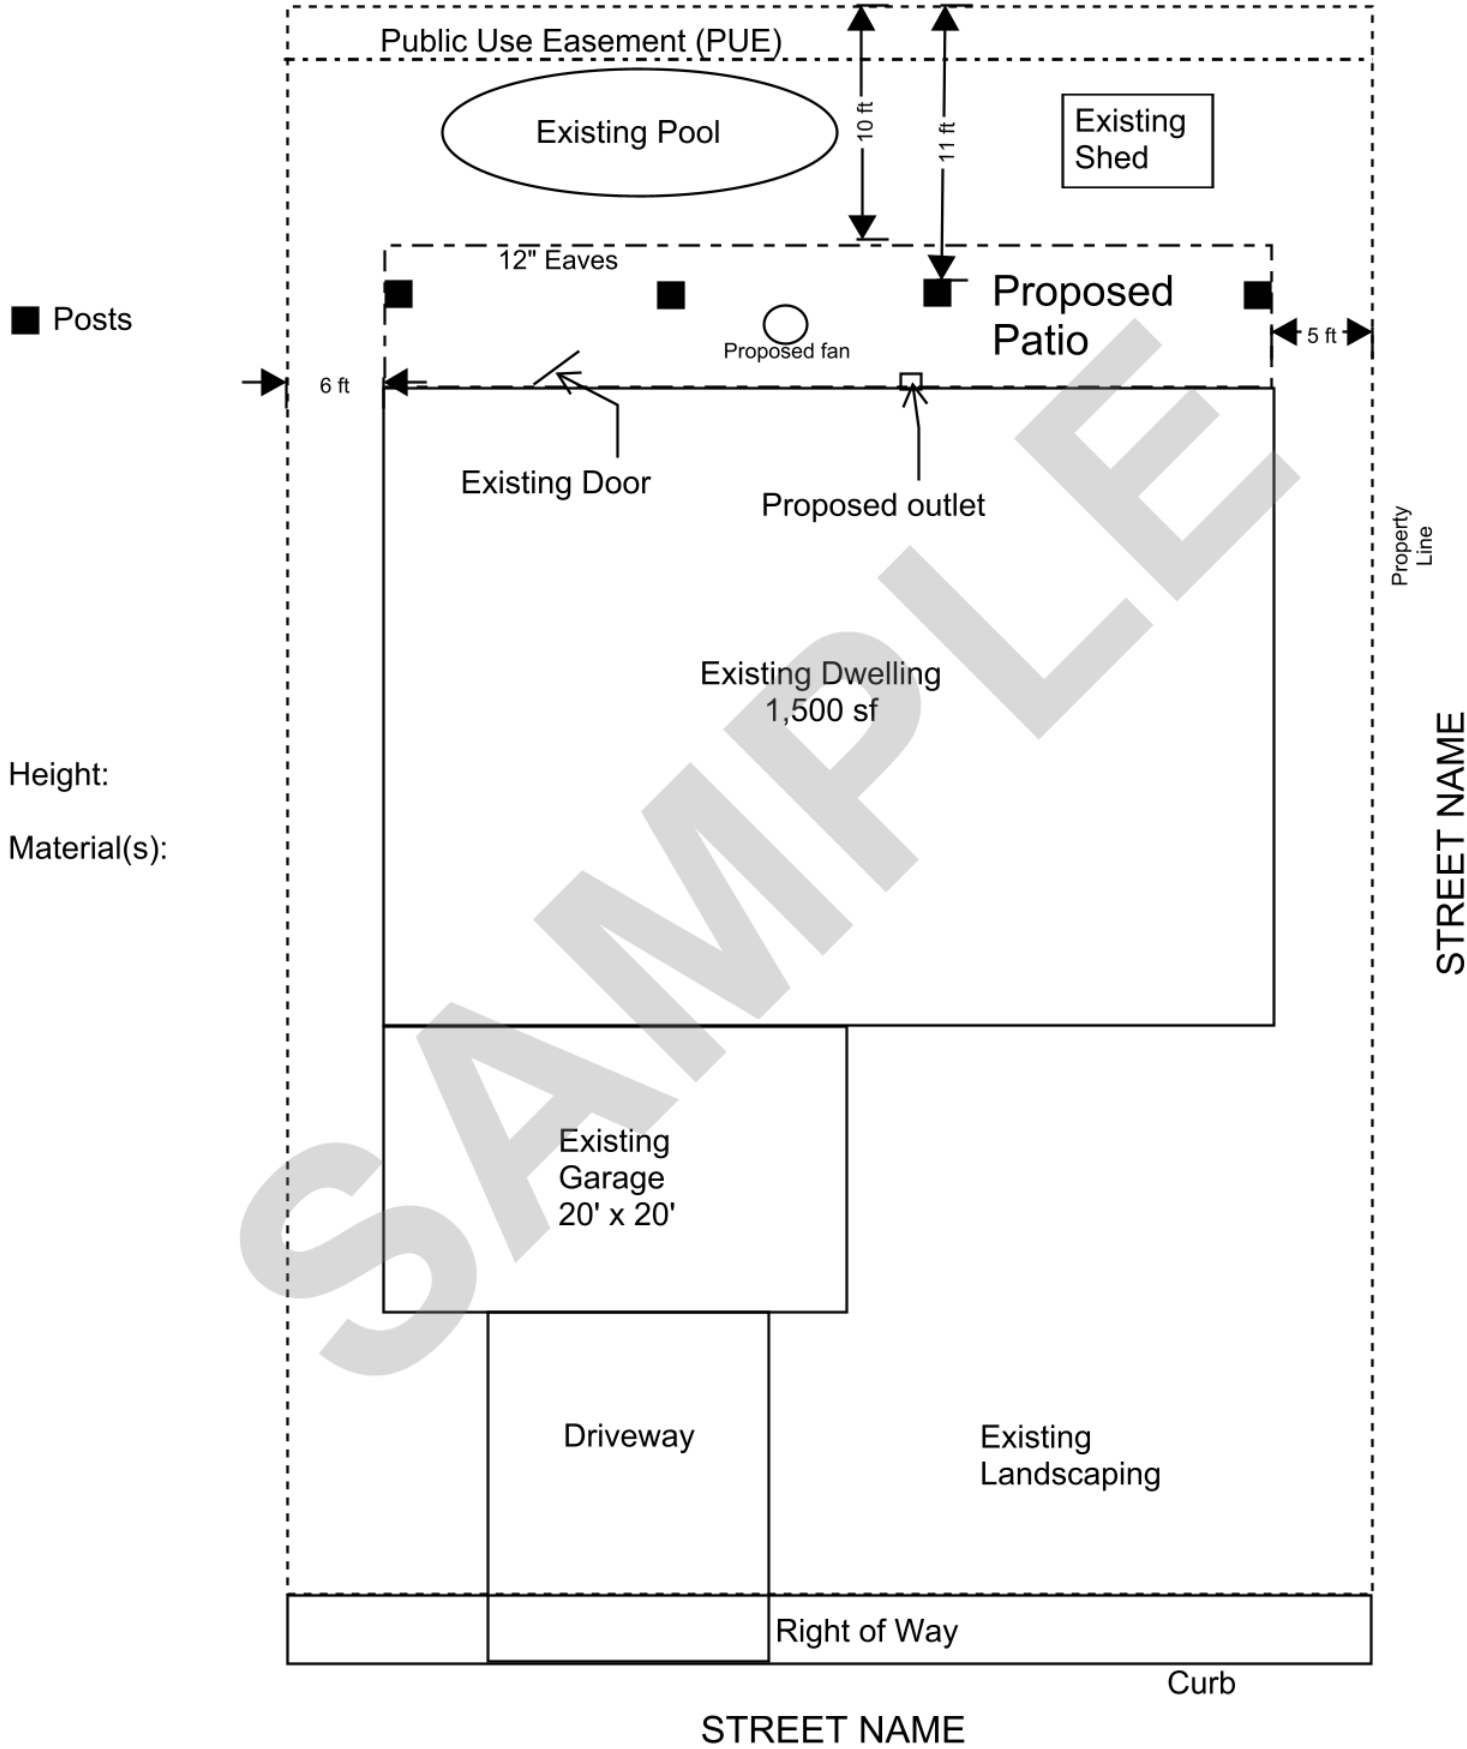 Public Use Easement (PUE)
Existing Pool
10 ft
11 ft
Existing
Shed
12" Eaves
Proposed
Patio
Posts
Proposed fan
5 ft
6 ft
Existing Door
Proposed outlet
Property
Line
Existing Dwelling
1,500 sf
STREET NAME
Height:
Material(s):
SAMPLE
Existing
Garage
20' x 20'
Driveway
Existing
Landscaping
Right of Way
Curb
STREET NAME